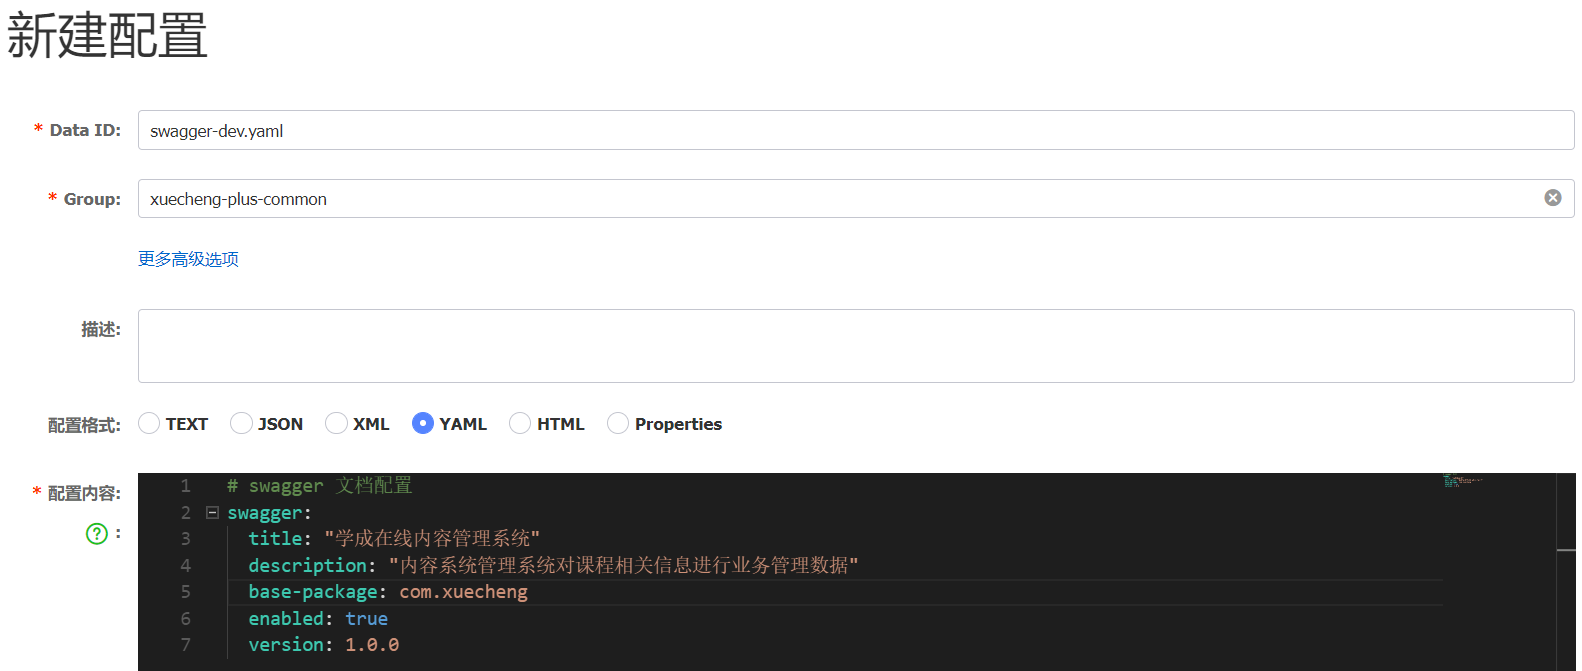 新建配置
* Data ID: swagger-dev.yaml
* Group: xuecheng-plus-common
更多高级选项
描述:
配置格式: TEXT JSON XML YAML HTML Properties
* 配置内容:
? :
1 # swagger 文档配置
2 swagger:
3 title: "学成在线内容管理系统"
4 description: "内容系统管理系统对课程相关信息进行业务管理数据"
5 base-package: com.xuecheng
6 enabled: true
7 version: 1.0.0